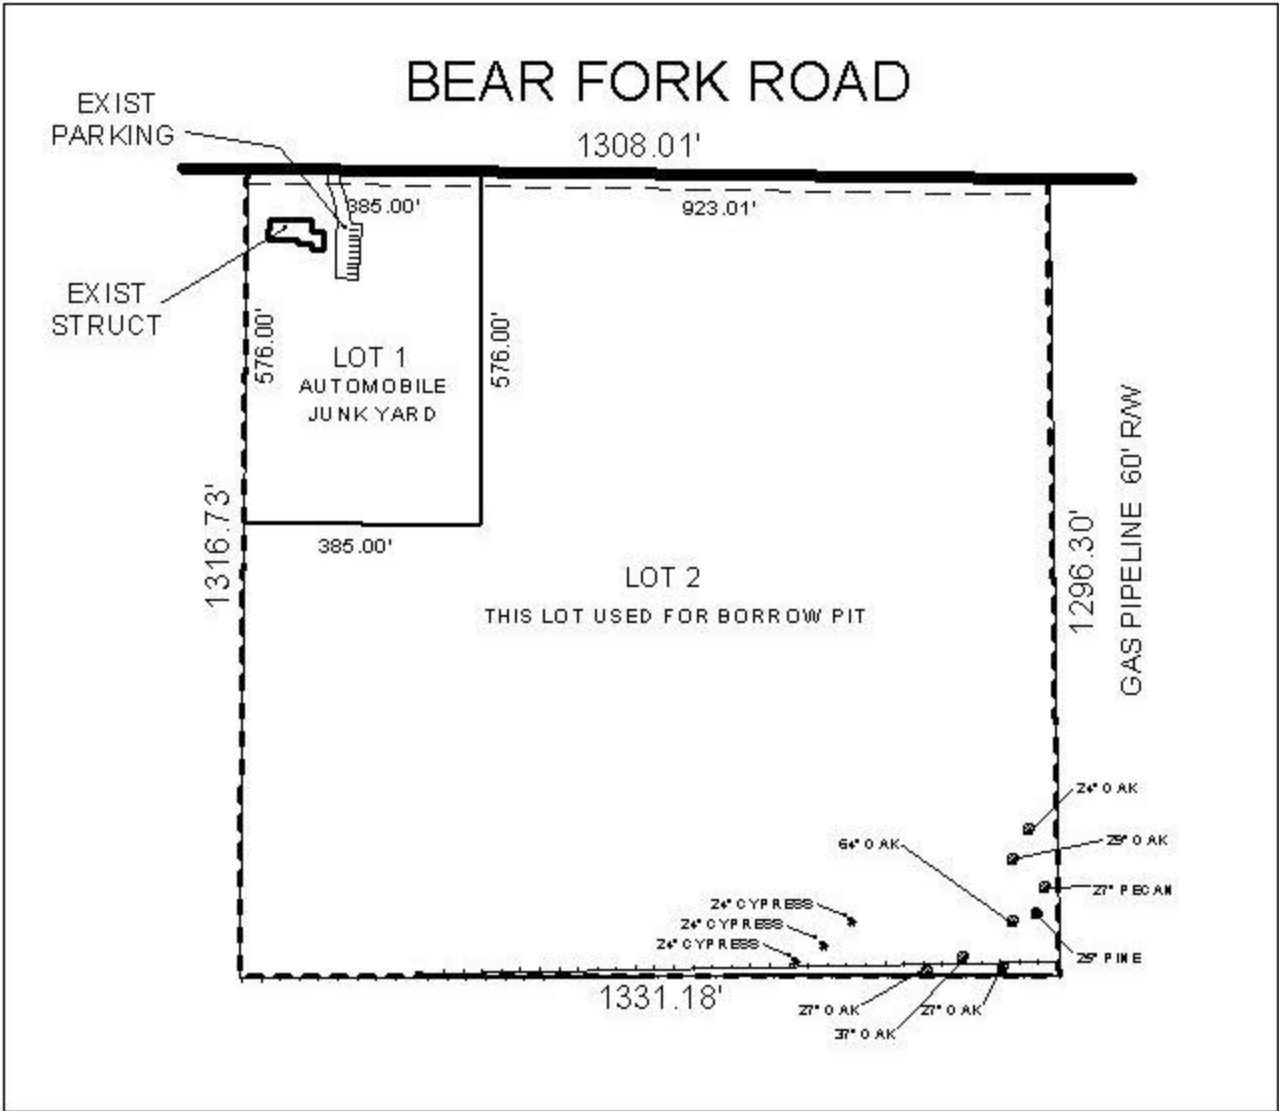 BEAR FORK ROAD
1308.01'
EXIST
PARKING
385.00'
923.01'
EXIST
STRUCT
576.00'
576.00'
LOT 1
AUTOMOBILE
JUNKYARD
385.00'
1316.73'
LOT 2
THIS LOT USED FOR BORROW PIT
1296.30'
GAS PIPELINE 60' R/W
24" OAK
64" OAK
29" OAK
27" PECAN
24" CYPRESS
24" CYPRESS
24" CYPRESS
25" PINE
1331.18'
27" OAK
27" OAK
37" OAK